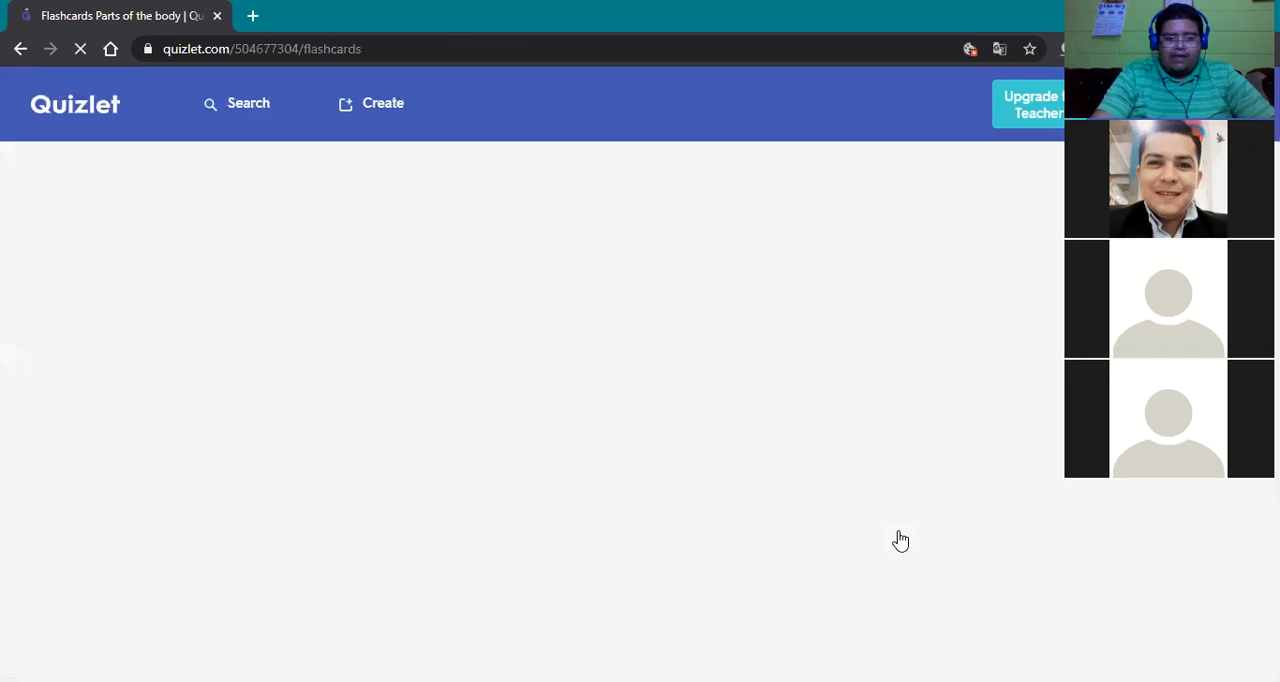 Flashcards Parts of the body | Qu
quizlet.com/504677304/flashcards
Quizlet
Search
Create
Upgrade
Teacher